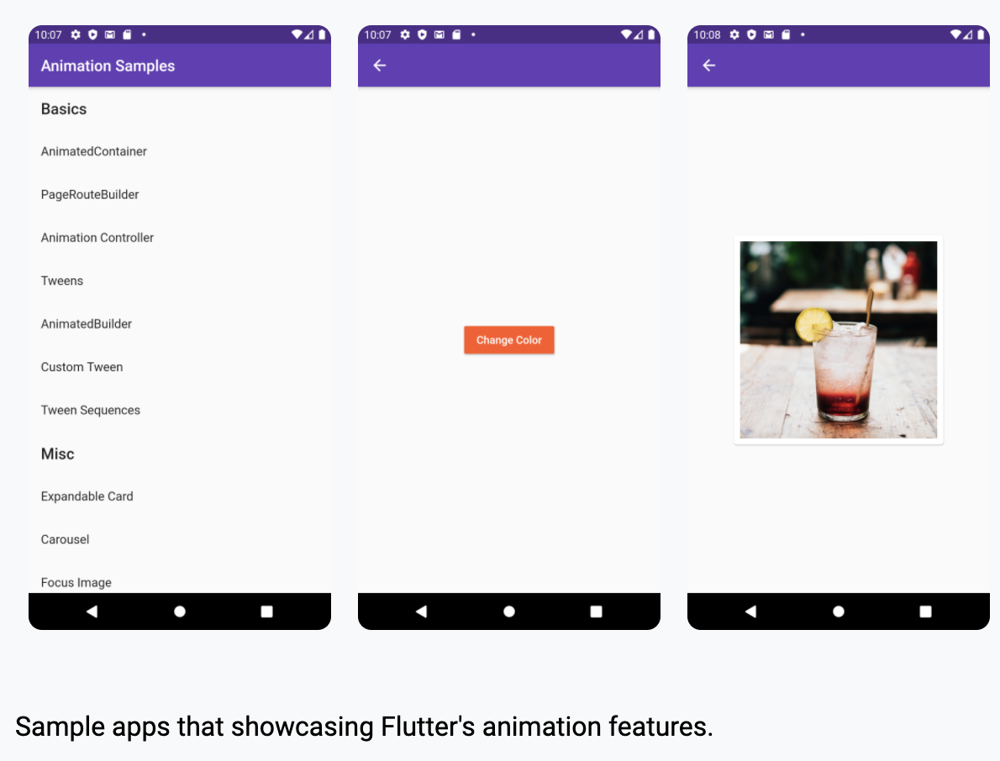 10:07
Animation Samples
Basics
AnimatedContainer
PageRouteBuilder
Animation Controller
Tweens
AnimatedBuilder
Custom Tween
Tween Sequences
Misc
Expandable Card
Carousel
Focus Image
10:07
Change Color
10:08
Sample apps that showcasing Flutter's animation features.